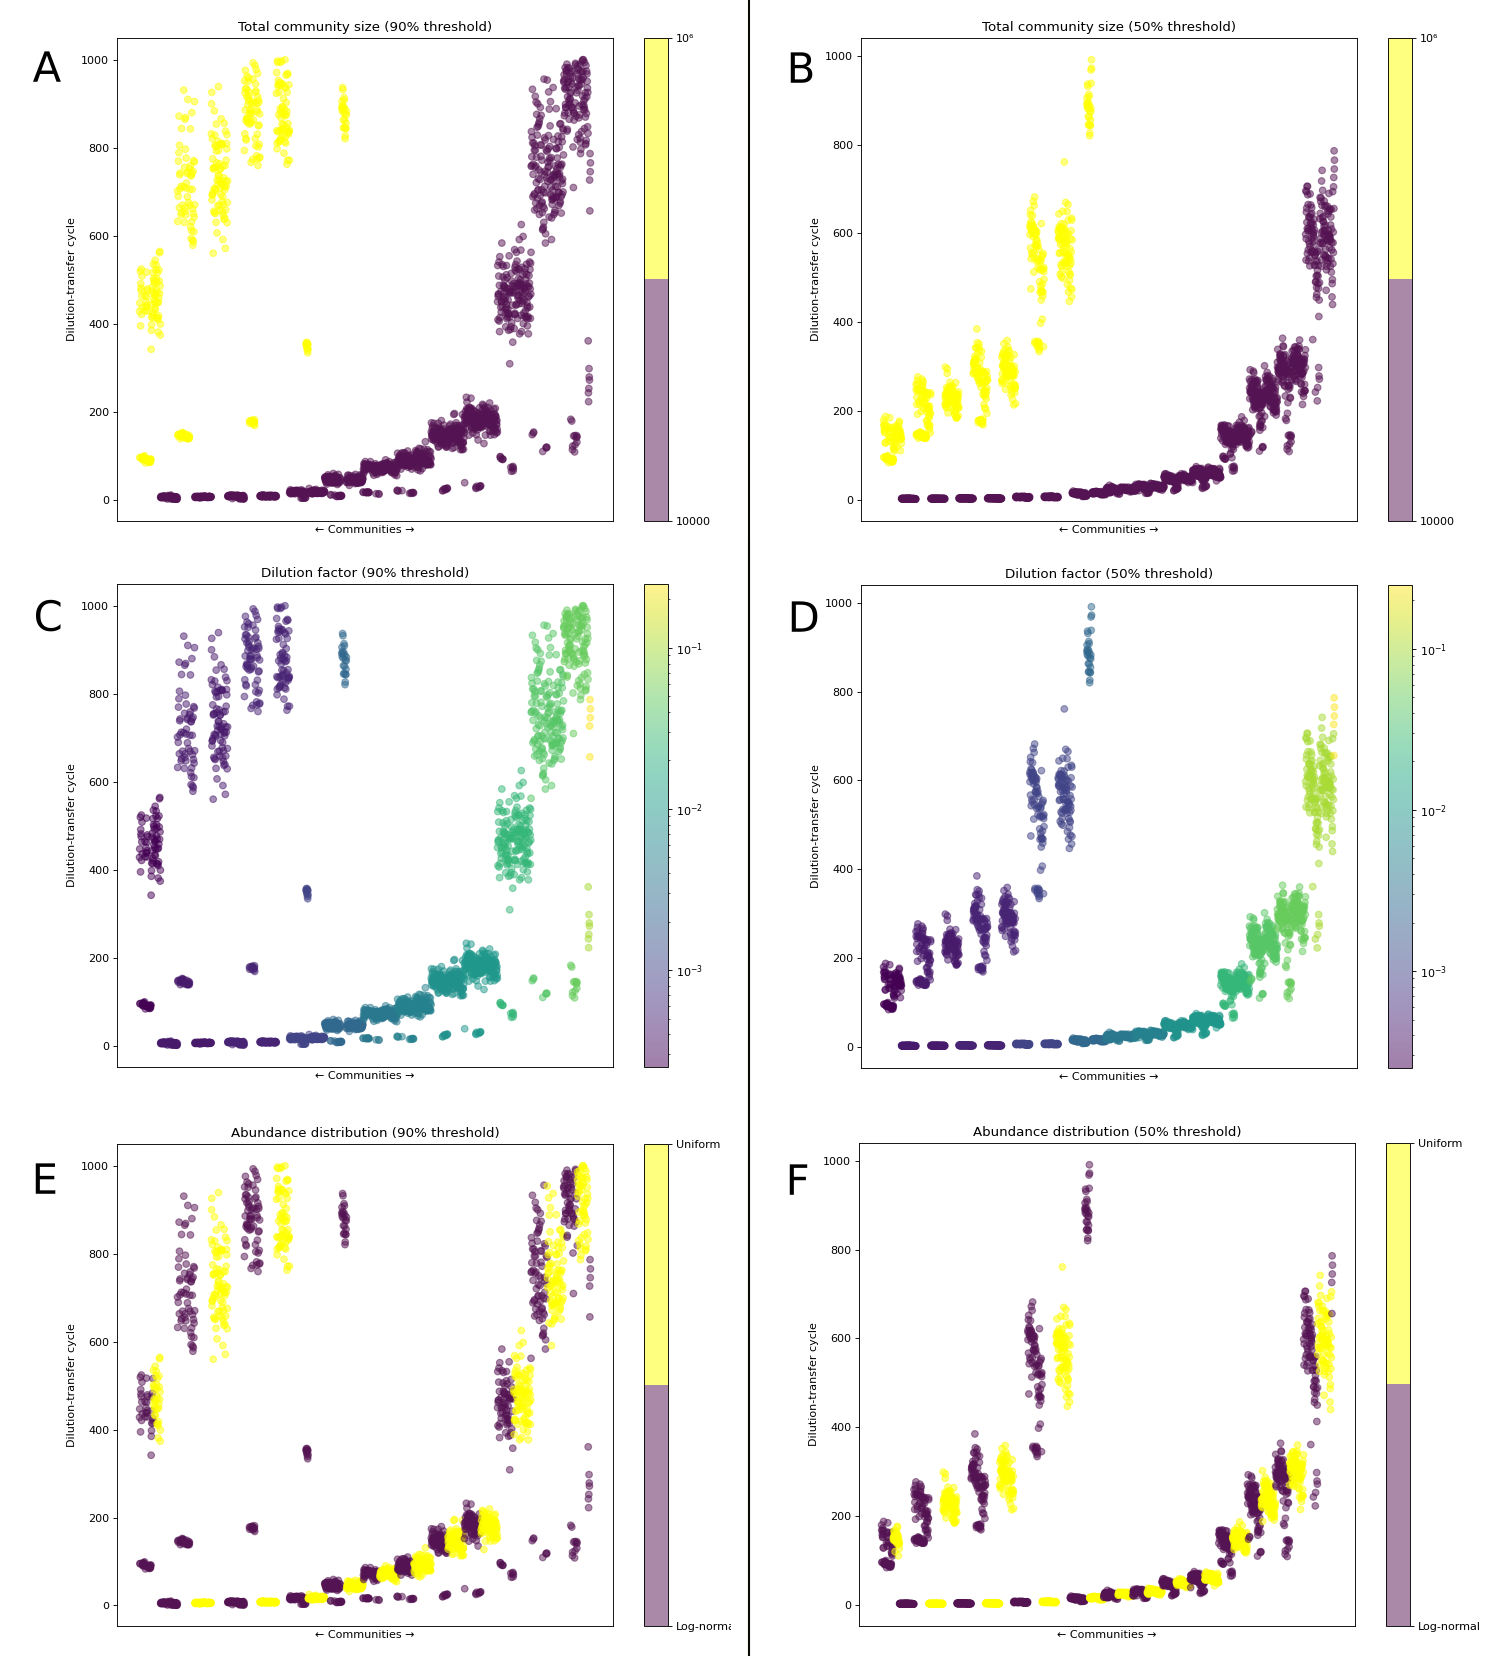 A
Total community size (90% threshold)
Dilution-transfer cycle
1000
800
600
400
200
0
← Communities →
10⁶
10000
B
Total community size (50% threshold)
Dilution-transfer cycle
1000
800
600
400
200
0
← Communities →
10⁶
10000
C
Dilution factor (90% threshold)
Dilution-transfer cycle
1000
800
600
400
200
0
← Communities →
10⁻¹
10⁻²
10⁻³
D
Dilution factor (50% threshold)
Dilution-transfer cycle
1000
800
600
400
200
0
← Communities →
10⁻¹
10⁻²
10⁻³
E
Abundance distribution (90% threshold)
Dilution-transfer cycle
1000
800
600
400
200
0
← Communities →
Uniform
Log-norma
F
Abundance distribution (50% threshold)
Dilution-transfer cycle
1000
800
600
400
200
0
← Communities →
Uniform
Log-normal